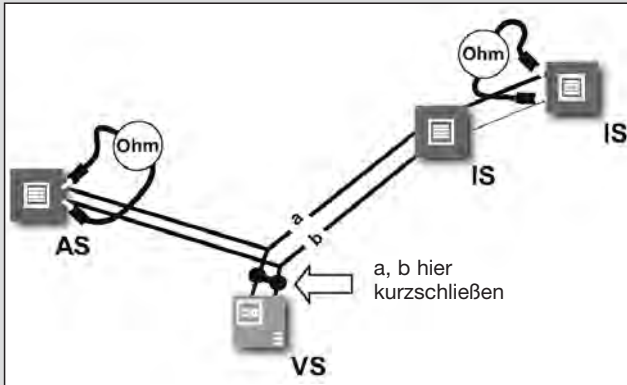 Ohm
IS
Ohm
IS
AS
a
b
a, b hier
kurzschließen
VS